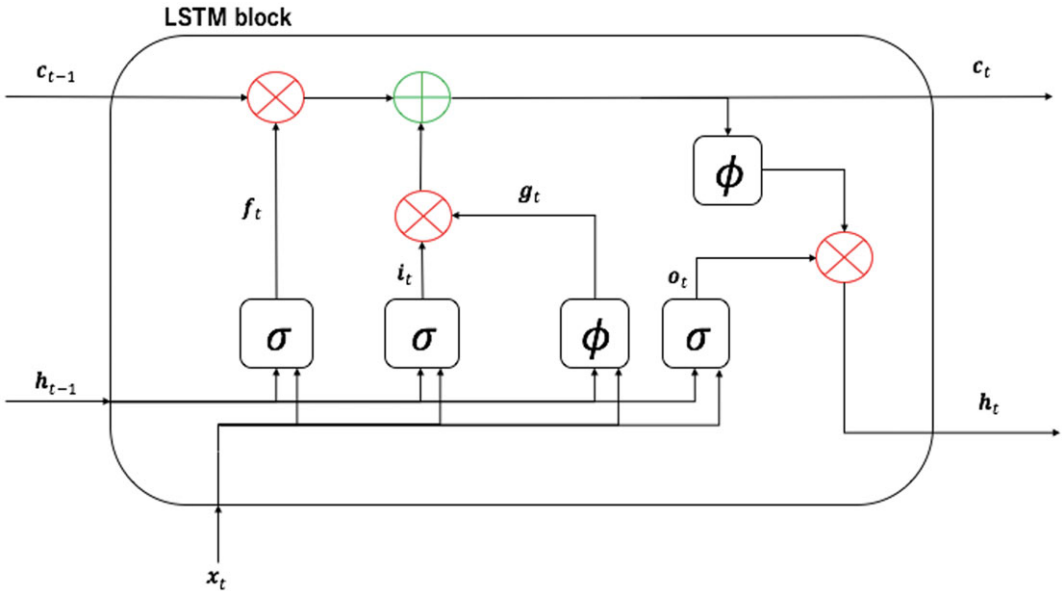 LSTM block
c_{t-1}
c_t
ϕ
f_t
g_t
i_t
o_t
σ
σ
ϕ
σ
h_{t-1}
h_t
x_t